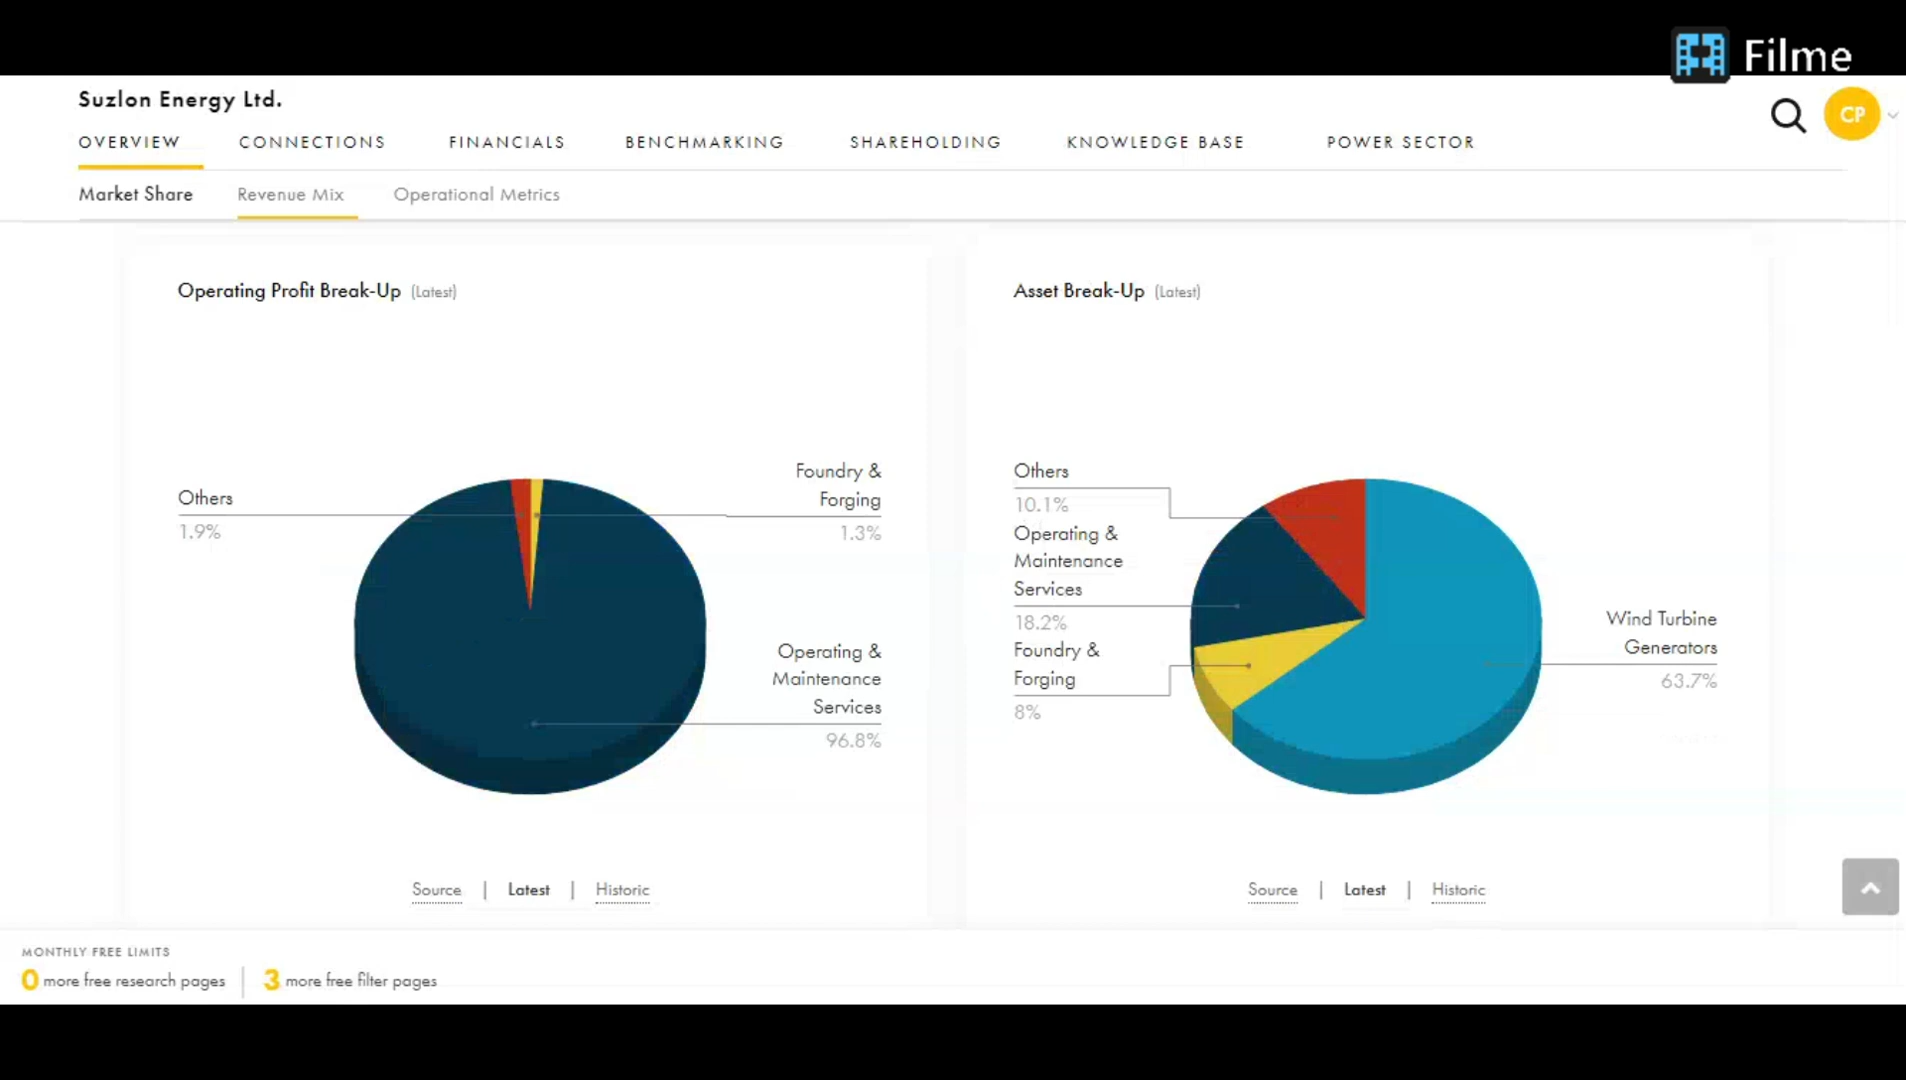 Filme
Suzlon Energy Ltd.
CP
OVERVIEW CONNECTIONS FINANCIALS BENCHMARKING SHAREHOLDING KNOWLEDGE BASE POWER SECTOR
Market Share Revenue Mix Operational Metrics
Operating Profit Break-Up (Latest)
Others
1.9%
Foundry &
Forging
1.3%
Operating &
Maintenance
Services
96.8%
Source | Latest | Historic
Asset Break-Up (Latest)
Others
10.1%
Operating &
Maintenance
Services
18.2%
Foundry &
Forging
8%
Wind Turbine
Generators
63.7%
Source | Latest | Historic
MONTHLY FREE LIMITS
0 more free research pages | 3 more free filter pages